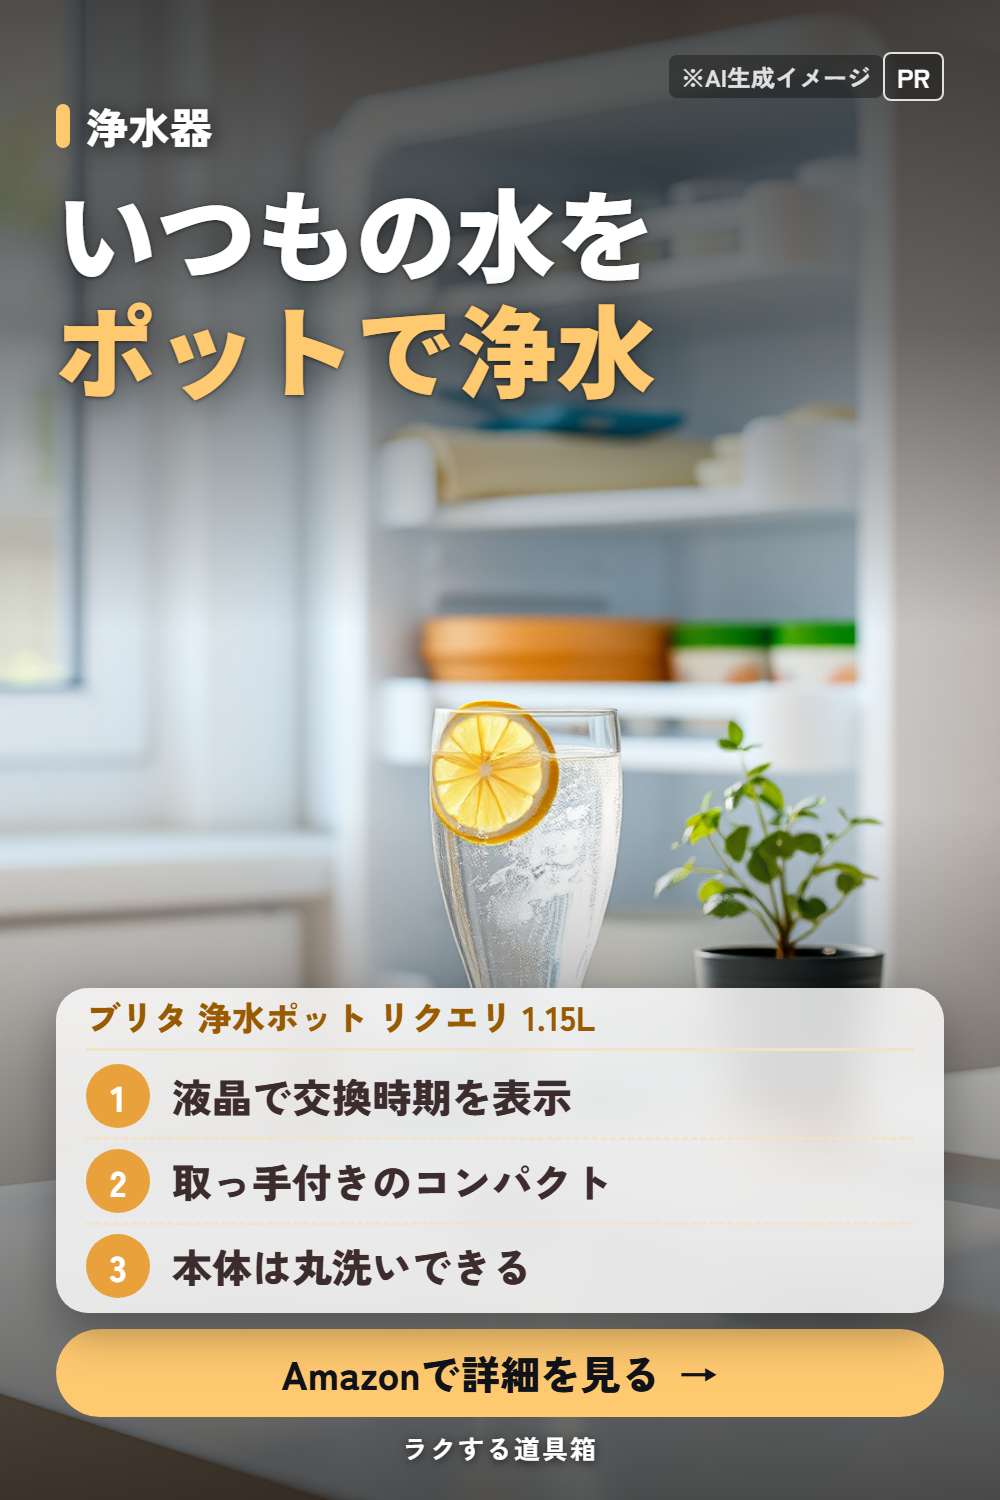 ※AI生成イメージ PR
浄水器
いつもの水を
ポットで浄水
ブリタ 浄水ポット リクエリ 1.15L
1 液晶で交換時期を表示
2 取っ手付きのコンパクト
3 本体は丸洗いできる
Amazonで詳細を見る →
ラクする道具箱